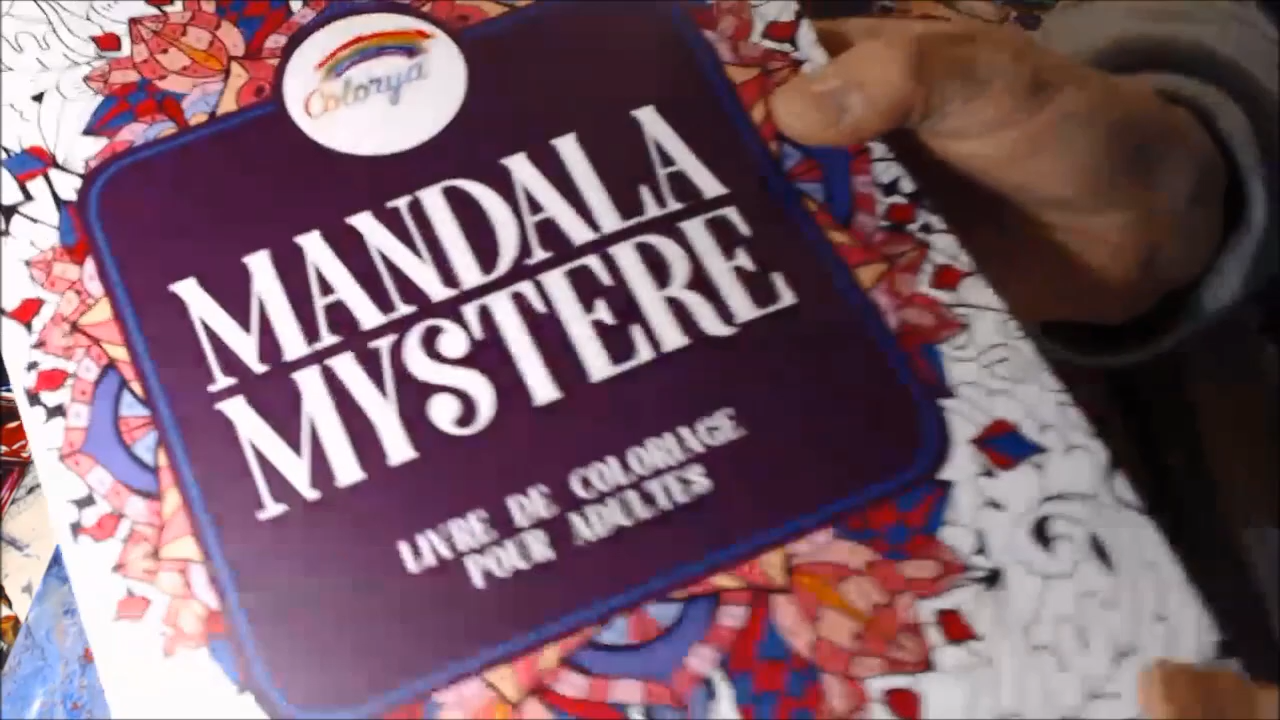 Colorya
MANDALA
MYSTERE
LIVRE DE COLORIAGE
POUR ADULTES